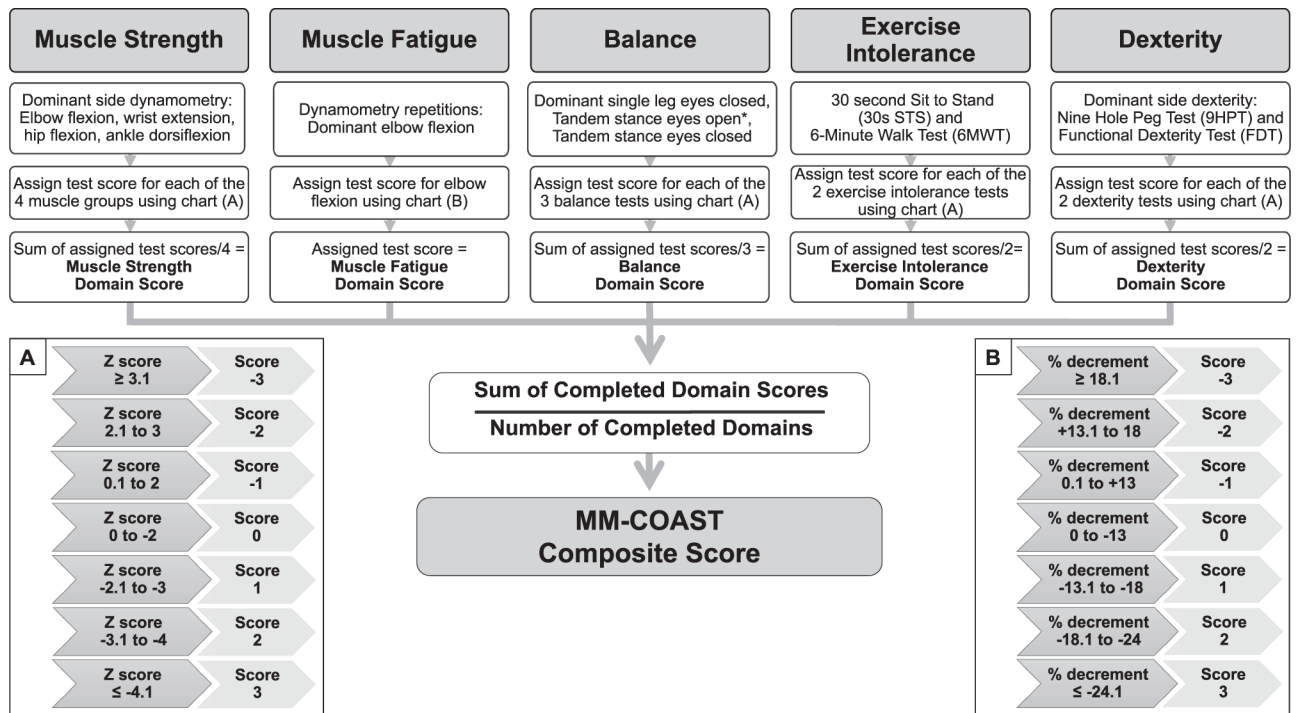 Muscle Strength
Muscle Fatigue
Balance
Exercise
Intolerance
Dexterity
Dominant side dynamometry:
Elbow flexion, wrist extension,
hip flexion, ankle dorsiflexion
Dynamometry repetitions:
Dominant elbow flexion
Dominant single leg eyes closed,
Tandem stance eyes open*,
Tandem stance eyes closed
30 second Sit to Stand
(30s STS) and
6-Minute Walk Test (6MWT)
Dominant side dexterity:
Nine Hole Peg Test (9HPT) and
Functional Dexterity Test (FDT)
Assign test score for each of the
4 muscle groups using chart (A)
Assign test score for elbow
flexion using chart (B)
Assign test score for each of the
3 balance tests using chart (A)
Assign test score for each of the
2 exercise intolerance tests
using chart (A)
Assign test score for each of the
2 dexterity tests using chart (A)
Sum of assigned test scores/4 =
Muscle Strength
Domain Score
Assigned test score =
Muscle Fatigue
Domain Score
Sum of assigned test scores/3 =
Balance
Domain Score
Sum of assigned test scores/2=
Exercise Intolerance
Domain Score
Sum of assigned test scores/2 =
Dexterity
Domain Score
A
Z score
≥ 3.1
Score
-3
Z score
2.1 to 3
Score
-2
Z score
0.1 to 2
Score
-1
Z score
0 to -2
Score
0
Z score
-2.1 to -3
Score
1
Z score
-3.1 to -4
Score
2
Z score
≤ -4.1
Score
3
Sum of Completed Domain Scores
Number of Completed Domains
MM-COAST
Composite Score
B
% decrement
≥ 18.1
Score
-3
% decrement
+13.1 to 18
Score
-2
% decrement
0.1 to +13
Score
-1
% decrement
0 to -13
Score
0
% decrement
-13.1 to -18
Score
1
% decrement
-18.1 to -24
Score
2
% decrement
≤ -24.1
Score
3